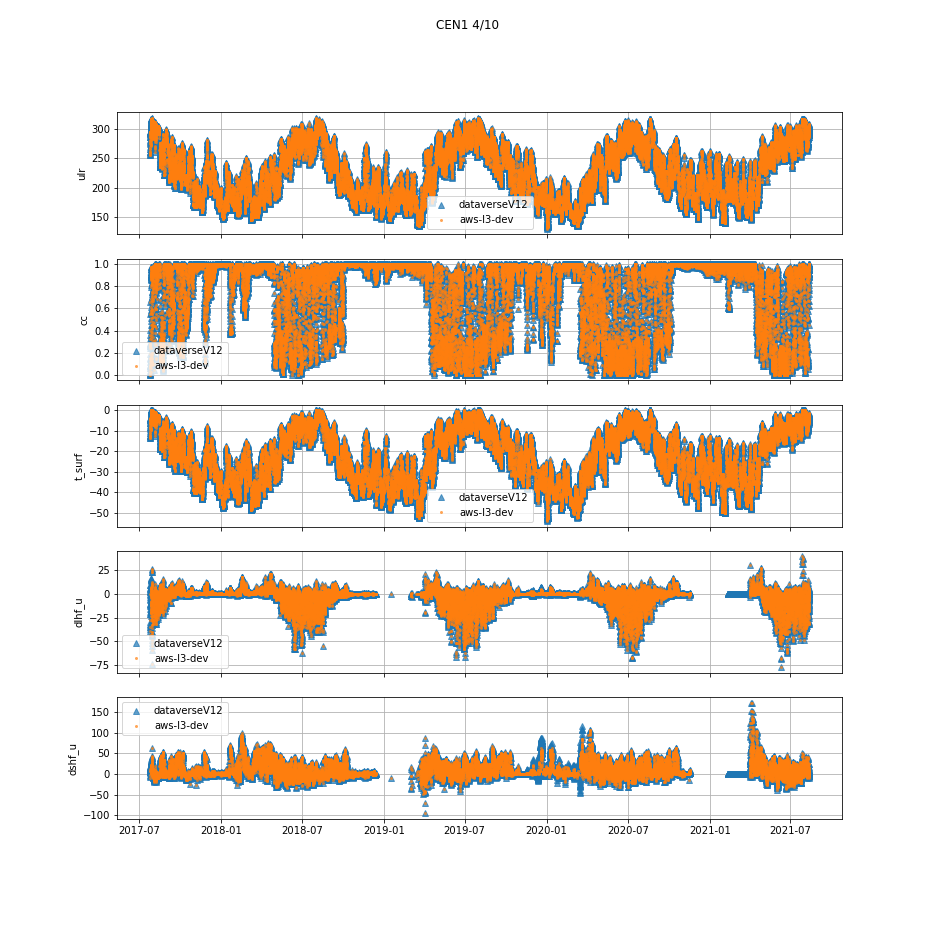 CEN1 4/10
300
250
200
150
ulr
dataverseV12
aws-l3-dev
1.0
0.8
0.6
0.4
0.2
0.0
cc
dataverseV12
aws-l3-dev
0
−10
−20
−30
−40
−50
t_surf
dataverseV12
aws-l3-dev
25
0
−25
−50
−75
dlhf_u
dataverseV12
aws-l3-dev
150
100
50
0
−50
−100
dshf_u
dataverseV12
aws-l3-dev
2017-07 2018-01 2018-07 2019-01 2019-07 2020-01 2020-07 2021-01 2021-07